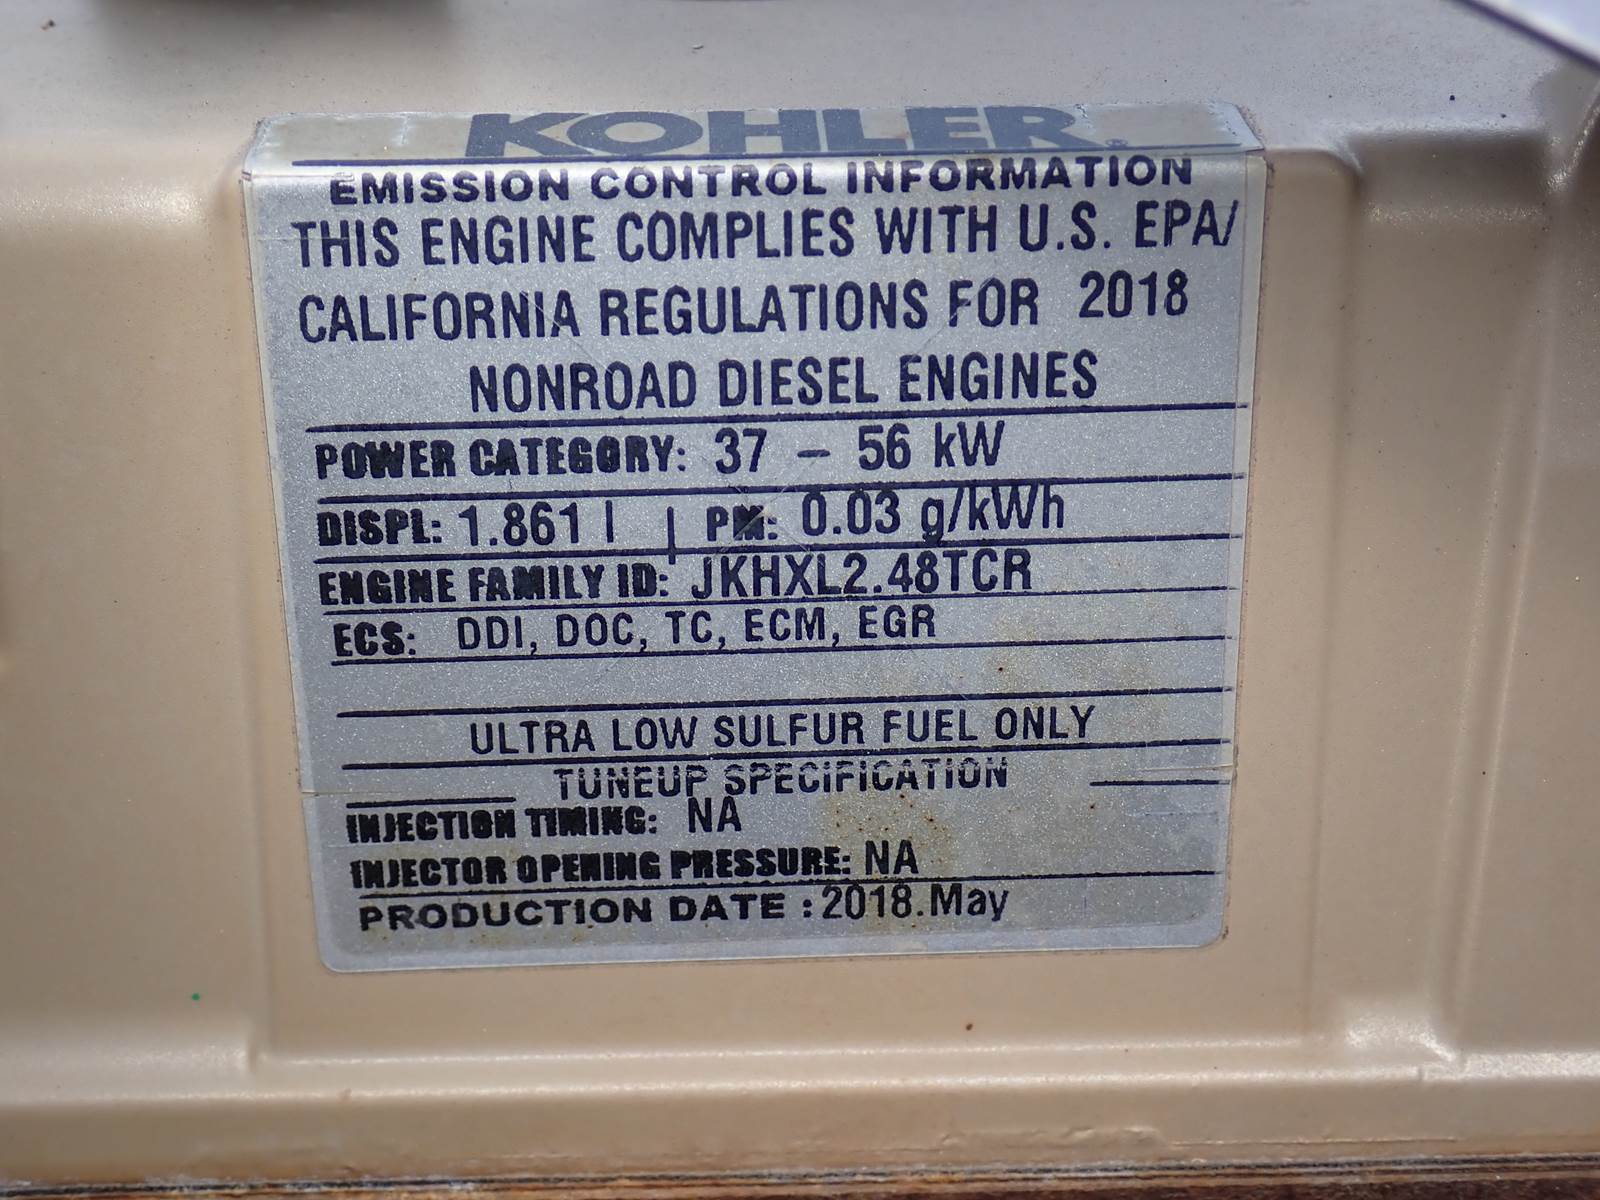 KOHLER®
EMISSION CONTROL INFORMATION
THIS ENGINE COMPLIES WITH U.S. EPA/
CALIFORNIA REGULATIONS FOR 2018
NONROAD DIESEL ENGINES
POWER CATEGORY: 37 – 56 kW
DISPL: 1.861 l | PM: 0.03 g/kWh
ENGINE FAMILY ID: JKHXL2.48TCR
ECS: DDI, DOC, TC, ECM, EGR
ULTRA LOW SULFUR FUEL ONLY
TUNEUP SPECIFICATION
INJECTION TIMING: NA
INJECTOR OPENING PRESSURE: NA
PRODUCTION DATE : 2018.May